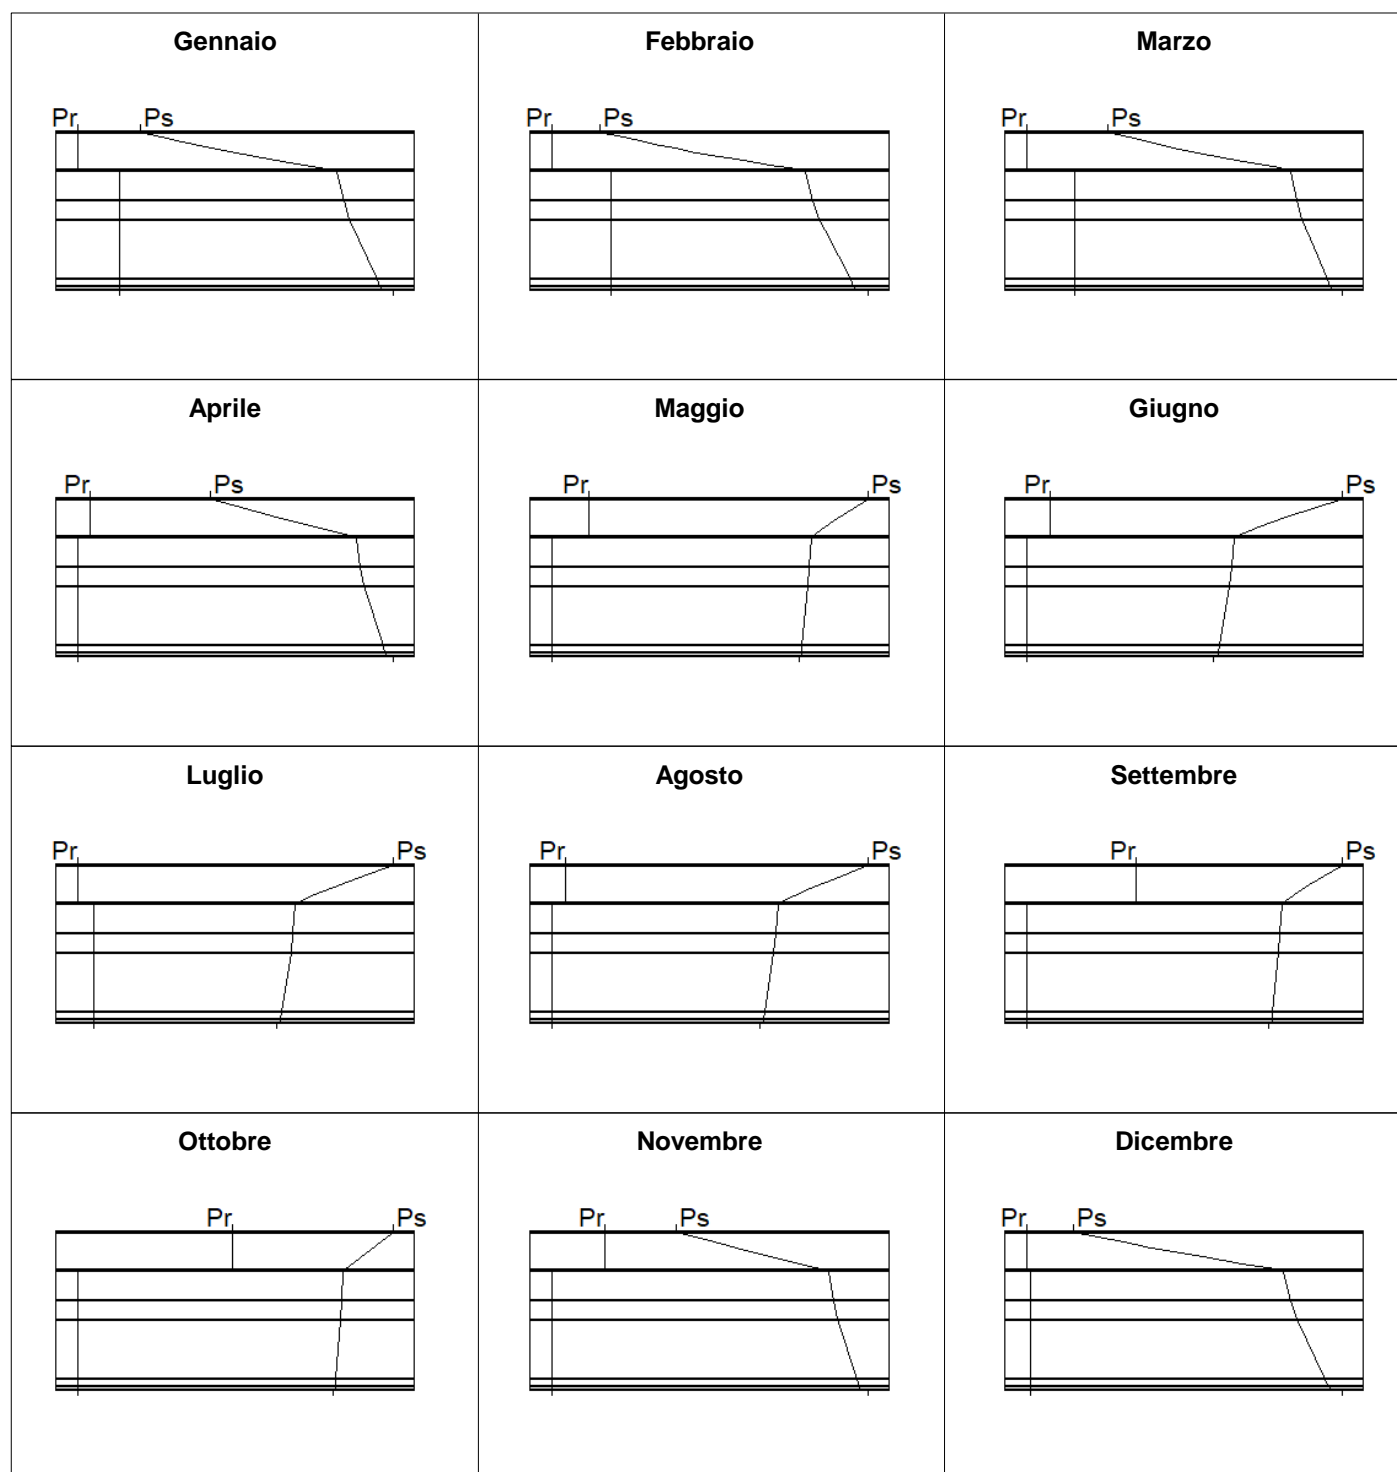 Gennaio Febbraio Marzo
Pr Ps Pr Ps Pr Ps
Aprile Maggio Giugno
Pr Ps Pr Ps Pr Ps
Luglio Agosto Settembre
Pr Ps Pr Ps Pr Ps
Ottobre Novembre Dicembre
Pr Ps Pr Ps Pr Ps